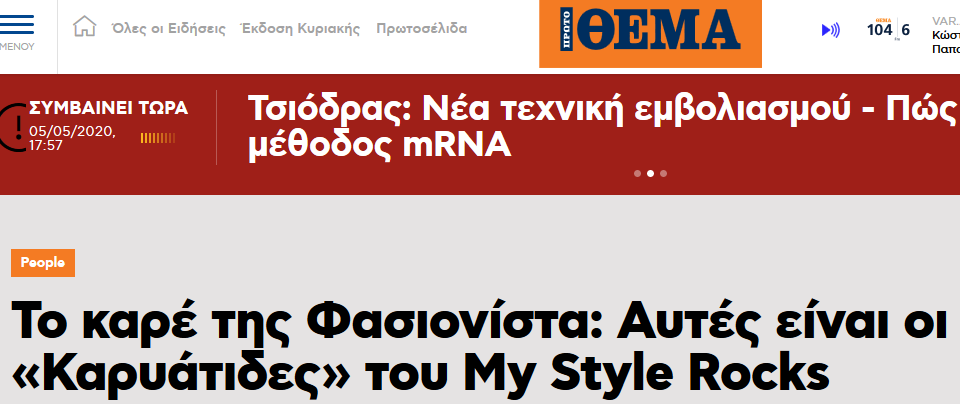 ΜΕΝΟΥ
Όλες οι Ειδήσεις Έκδοση Κυριακής Πρωτοσέλιδα
ΠΡΩΤΟ ΘΕΜΑ
ΘΕΜΑ
104 6
VAR.
Κώστ
Παπα
ΣΥΜΒΑΙΝΕΙ ΤΩΡΑ
05/05/2020,
17:57
Τσιόδρας: Νέα τεχνική εμβολιασμού - Πώς
μέθοδος mRNA
People
Το καρέ της Φασιονίστα: Αυτές είναι οι
«Καρυάτιδες» του My Style Rocks